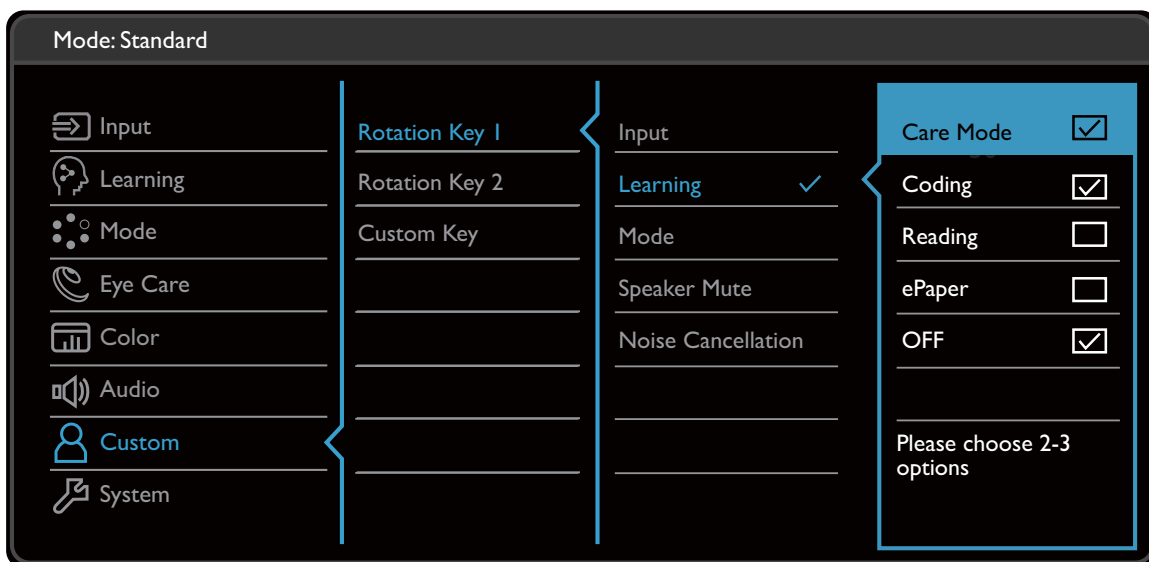 Mode: Standard
Input
Learning
Mode
Eye Care
Color
Audio
Custom
System
Rotation Key 1
Rotation Key 2
Custom Key
Input
Learning
Mode
Speaker Mute
Noise Cancellation
Care Mode
Coding
Reading
ePaper
OFF
Please choose 2-3
options